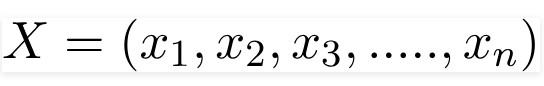 X = (x₁, x₂, x₃, ....., xₙ)